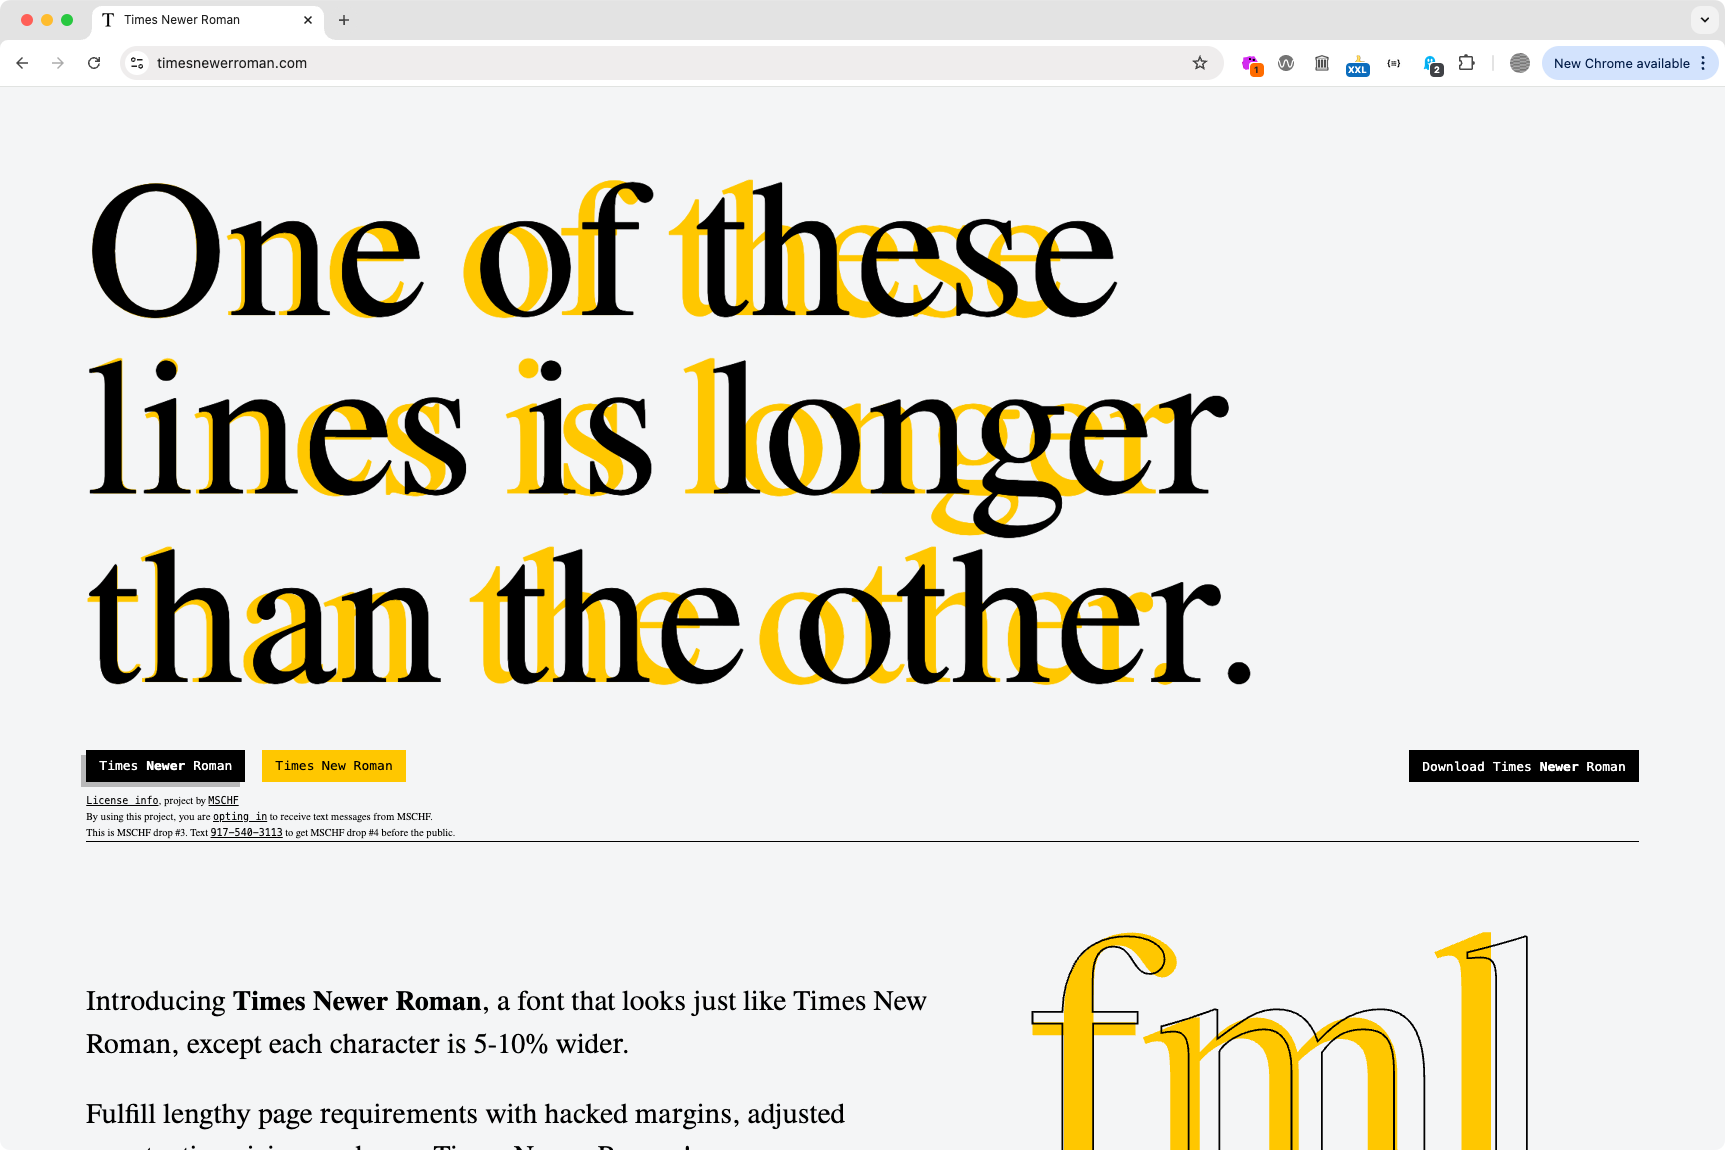 Times Newer Roman
timesnewerroman.com
1
XXL
2
New Chrome available
One of these
lines is longer
than the other.
Times Newer Roman
Times New Roman
Download Times Newer Roman
License info, project by MSCHF
By using this project, you are opting in to receive text messages from MSCHF.
This is MSCHF drop #3. Text 917-540-3113 to get MSCHF drop #4 before the public.
fml
Introducing Times Newer Roman, a font that looks just like Times New
Roman, except each character is 5-10% wider.
Fulfill lengthy page requirements with hacked margins, adjusted